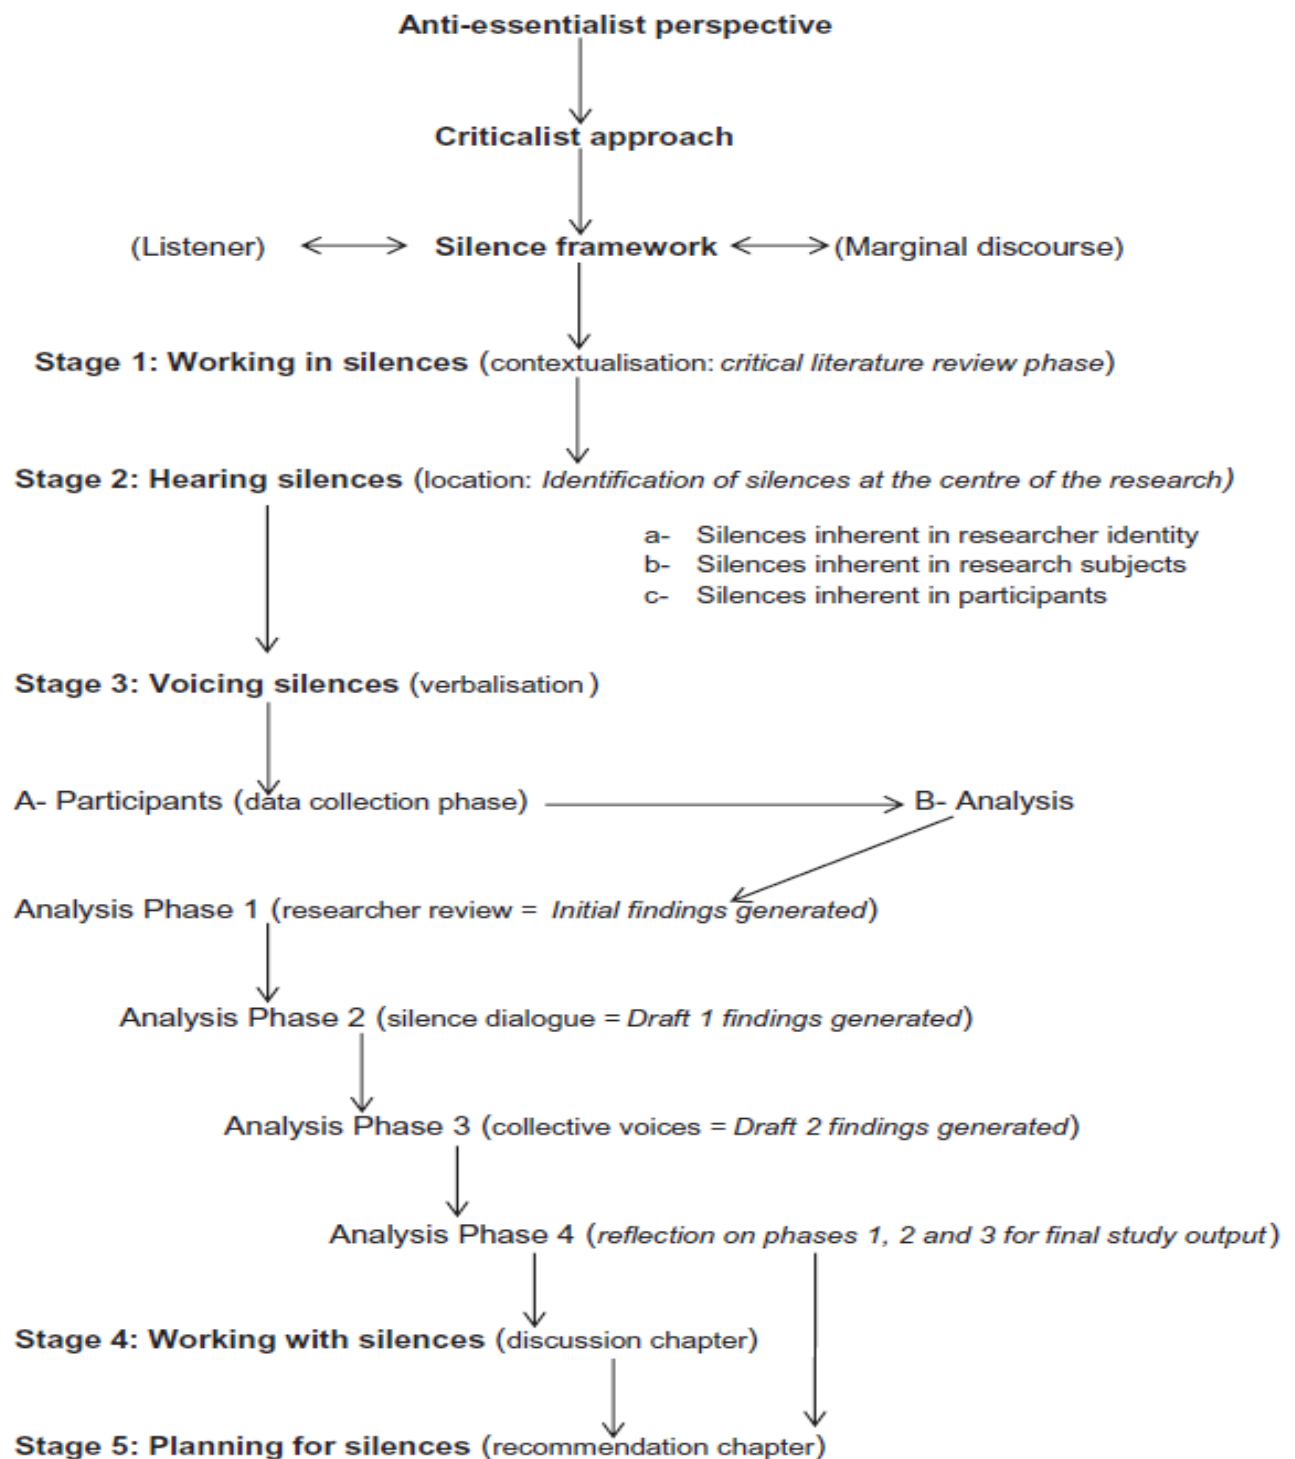 Anti-essentialist perspective
Criticalist approach
(Listener) Silence framework (Marginal discourse)
Stage 1: Working in silences (contextualisation: critical literature review phase)
Stage 2: Hearing silences (location: Identification of silences at the centre of the research)
a- Silences inherent in researcher identity
b- Silences inherent in research subjects
c- Silences inherent in participants
Stage 3: Voicing silences (verbalisation)
A- Participants (data collection phase) B- Analysis
Analysis Phase 1 (researcher review = Initial findings generated)
Analysis Phase 2 (silence dialogue = Draft 1 findings generated)
Analysis Phase 3 (collective voices = Draft 2 findings generated)
Analysis Phase 4 (reflection on phases 1, 2 and 3 for final study output)
Stage 4: Working with silences (discussion chapter)
Stage 5: Planning for silences (recommendation chapter)